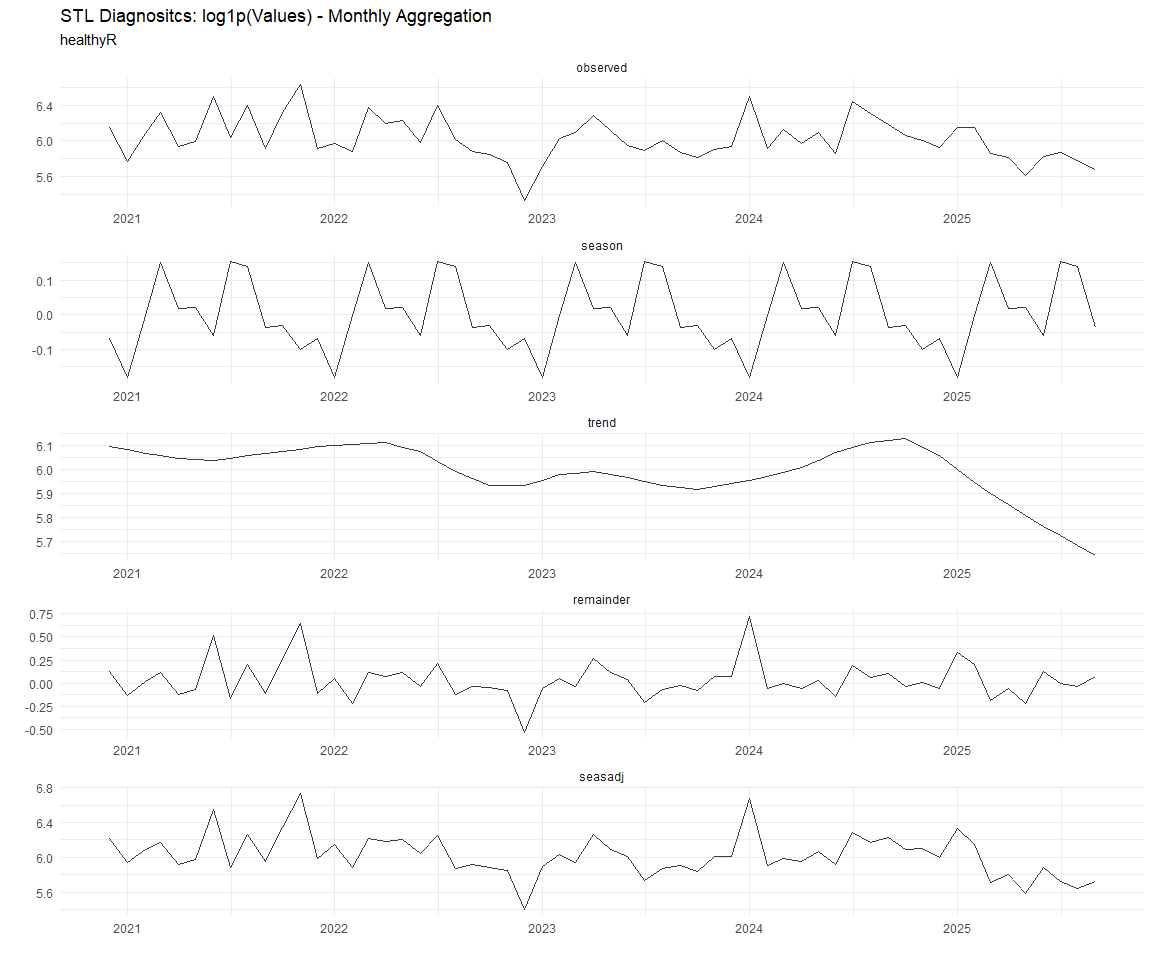 STL Diagnositcs: log1p(Values) - Monthly Aggregation
healthyR
observed
6.4
6.0
5.6
2021 2022 2023 2024 2025
season
0.1
0.0
-0.1
2021 2022 2023 2024 2025
trend
6.1
6.0
5.9
5.8
5.7
2021 2022 2023 2024 2025
remainder
0.75
0.50
0.25
0.00
-0.25
-0.50
2021 2022 2023 2024 2025
seasadj
6.8
6.4
6.0
5.6
2021 2022 2023 2024 2025